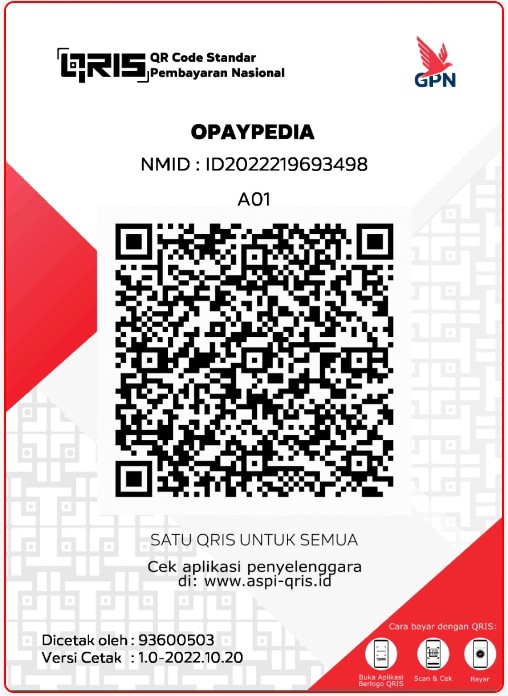 QRIS QR Code Standar
Pembayaran Nasional
GPN
OPAYPEDIA
NMID : ID2022219693498
A01
SATU QRIS UNTUK SEMUA
Cek aplikasi penyelenggara
di: www.aspi-qris.id
Dicetak oleh : 93600503
Versi Cetak : 1.0-2022.10.20
Cara bayar dengan QRIS:
Buka Aplikasi
Berlogo QRIS
Scan & Cek
Bayar